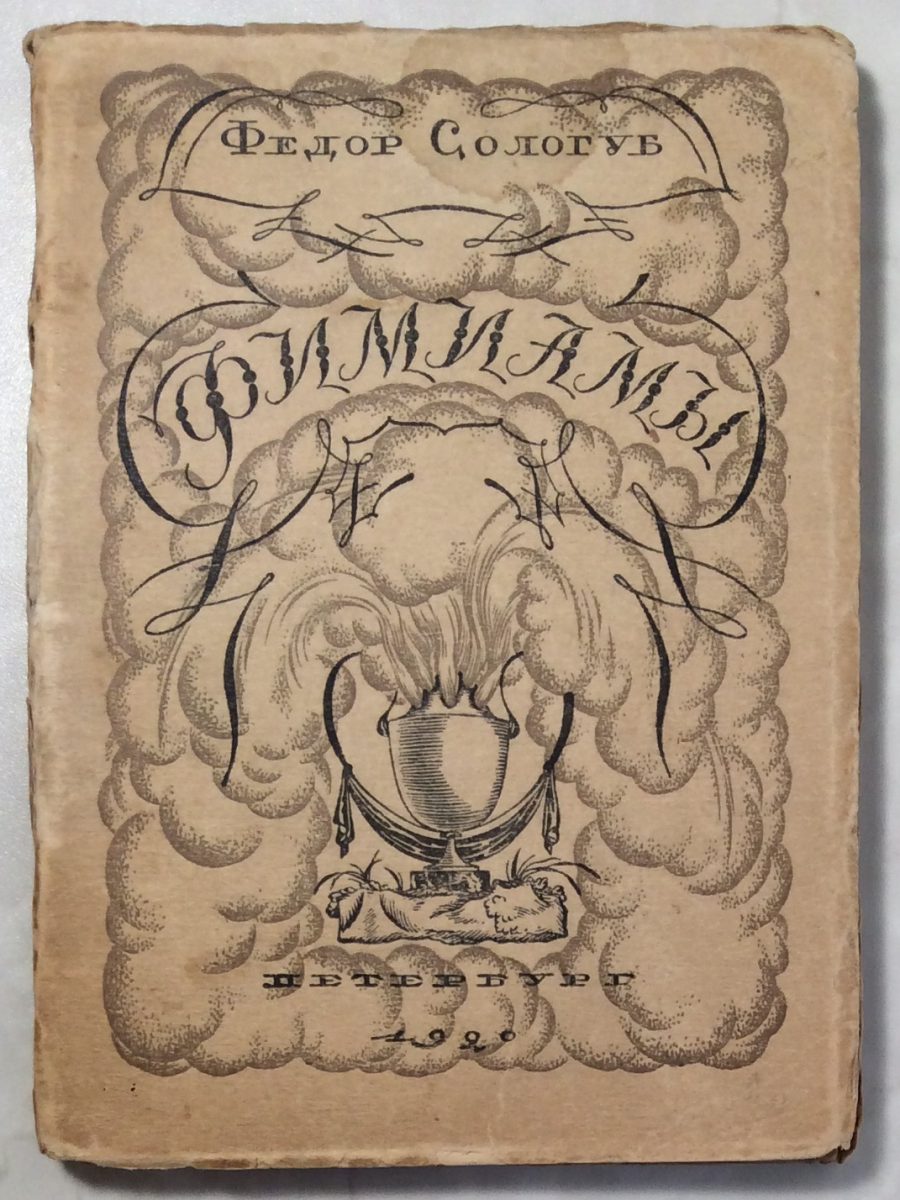 Федор Сологуб
ФИМИАМЫ
ПЕТЕРБУРГ
1920